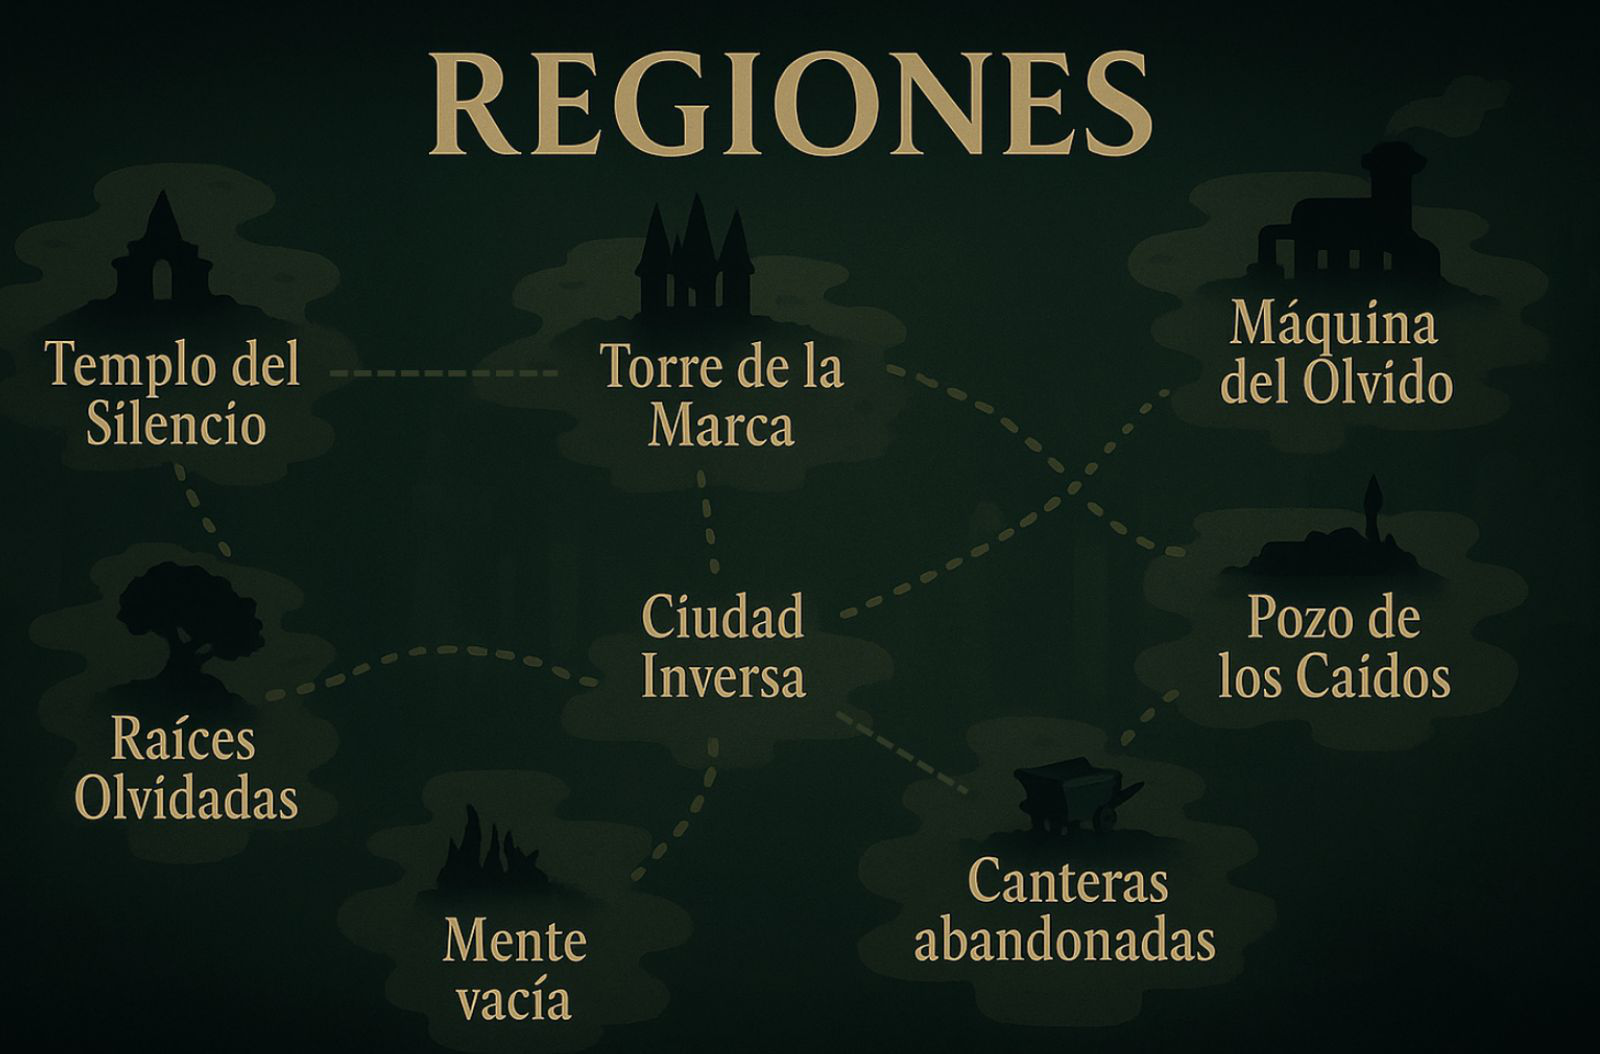 REGIONES
Templo del
Silencio
Torre de la
Marca
Máquina
del Olvido
Ciudad
Inversa
Pozo de
los Caidos
Raíces
Olvidadas
Mente
vacía
Canteras
abandonadas